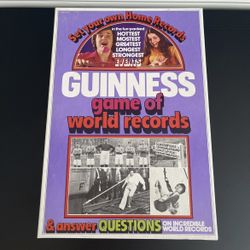 Set your own Home Records
in the fun-packed
HOTTEST
MOSTEST
GREATEST
LONGEST
STRONGEST
GUINNESS
game of
world records
& answer QUESTIONS ON INCREDIBLE
WORLD RECORDS